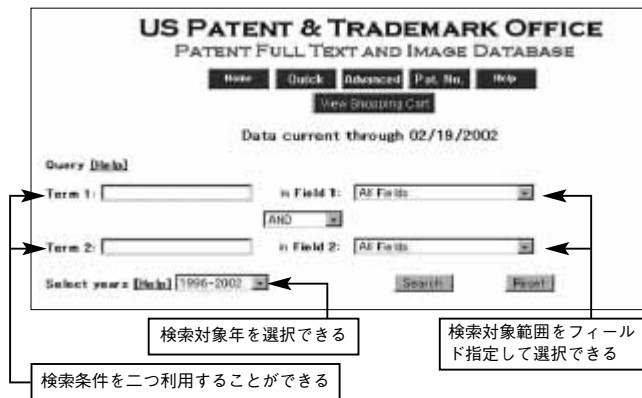 US PATENT & TRADEMARK OFFICE
PATENT FULL TEXT AND IMAGE DATABASE
Home Quick Advanced Pat. No. Help
View Shopping Cart
Data current through 02/19/2002
Query [Help]
Term 1: in Field 1: All Fields
AND
Term 2: in Field 2: All Fields
Select years [Help] 1996-2002 Search Reset
検索対象年を選択できる
検索対象範囲をフィール
ド指定して選択できる
検索条件を二つ利用することができる